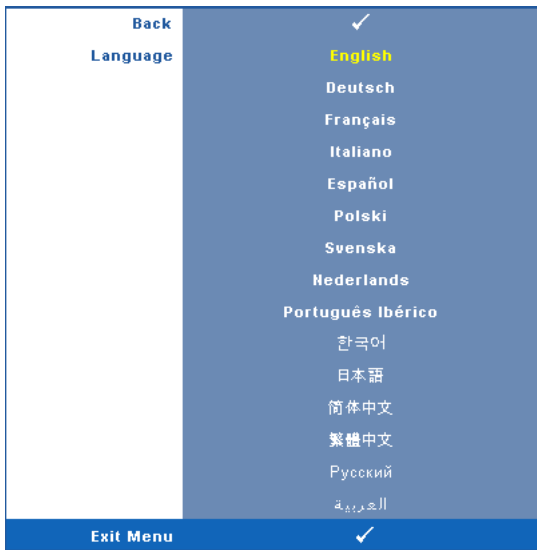 Back ✓
Language English
Deutsch
Français
Italiano
Español
Polski
Svenska
Nederlands
Português Ibérico
한국어
日本語
简体中文
繁體中文
Русский
العربية
Exit Menu ✓